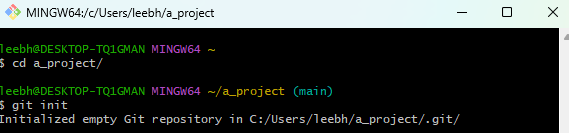 MINGW64:/c/Users/leebh/a_project
leebh@DESKTOP-TQ1GMAN MINGW64 ~
$ cd a_project/
leebh@DESKTOP-TQ1GMAN MINGW64 ~/a_project (main)
$ git init
Initialized empty Git repository in C:/Users/leebh/a_project/.git/